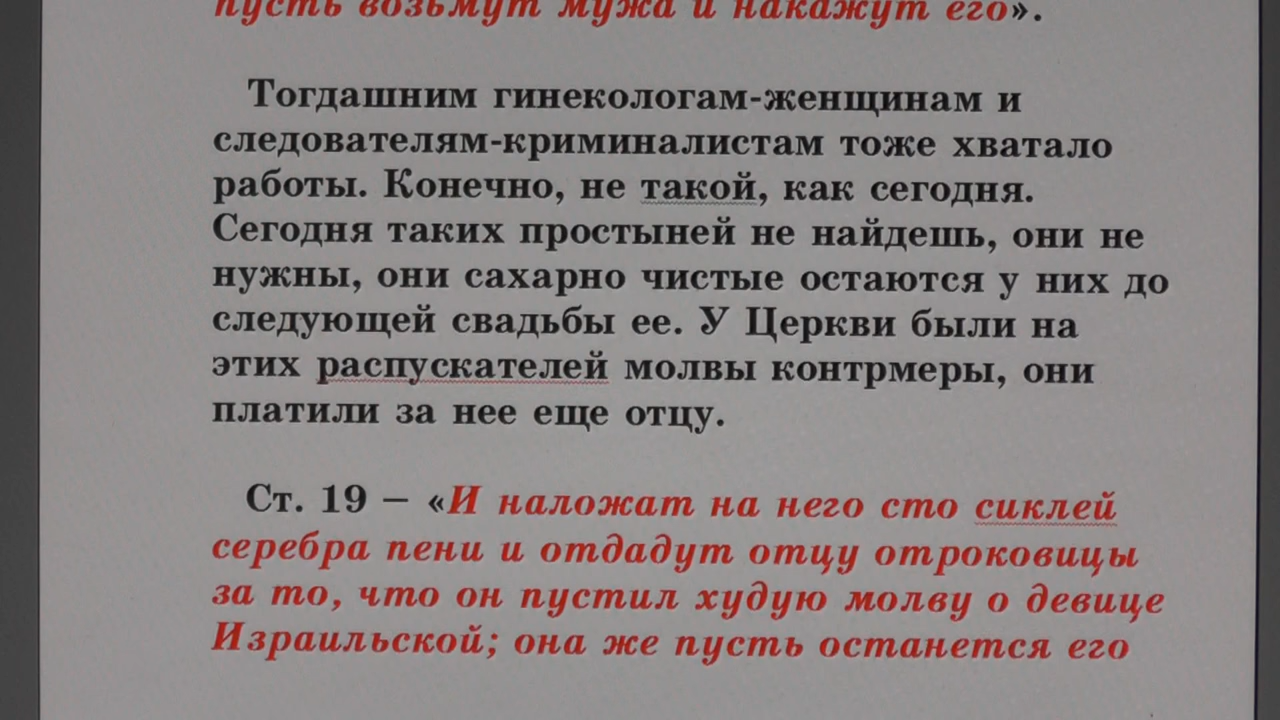 пусть возьмут мужа и накажут его».
Тогдашним гинекологам-женщинам и
следователям-криминалистам тоже хватало
работы. Конечно, не такой, как сегодня.
Сегодня таких простыней не найдешь, они не
нужны, они сахарно чистые остаются у них до
следующей свадьбы ее. У Церкви были на
этих распускателей молвы контрмеры, они
платили за нее еще отцу.
Ст. 19 – «И наложат на него сто сиклей
серебра пени и отдадут отцу отроковицы
за то, что он пустил худую молву о девице
Израильской; она же пусть останется его